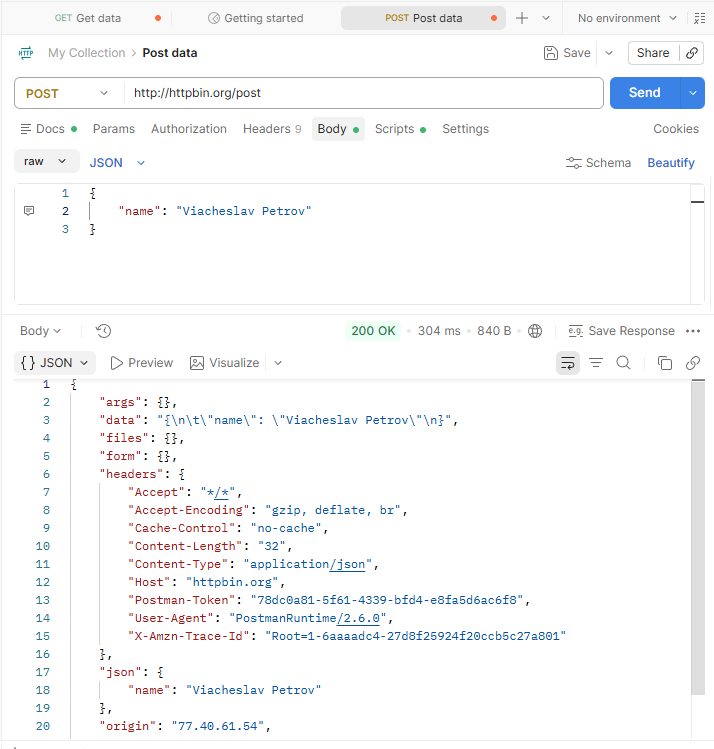 GET Get data Getting started POST Post data No environment
HTTP My Collection > Post data Save Share
POST http://httpbin.org/post Send
Docs Params Authorization Headers 9 Body Scripts Settings Cookies
raw JSON Schema Beautify
1 {
2 "name": "Viacheslav Petrov"
3 }
Body 200 OK • 304 ms • 840 B • e.g. Save Response
{} JSON Preview Visualize
1 {
2 "args": {},
3 "data": "{\n\t\"name\": \"Viacheslav Petrov\"\n}",
4 "files": {},
5 "form": {},
6 "headers": {
7 "Accept": "*/*",
8 "Accept-Encoding": "gzip, deflate, br",
9 "Cache-Control": "no-cache",
10 "Content-Length": "32",
11 "Content-Type": "application/json",
12 "Host": "httpbin.org",
13 "Postman-Token": "78dc0a81-5f61-4339-bfd4-e8fa5d6ac6f8",
14 "User-Agent": "PostmanRuntime/2.6.0",
15 "X-Amzn-Trace-Id": "Root=1-6aaaadc4-27d8f25924f20ccb5c27a801"
16 },
17 "json": {
18 "name": "Viacheslav Petrov"
19 },
20 "origin": "77.40.61.54",